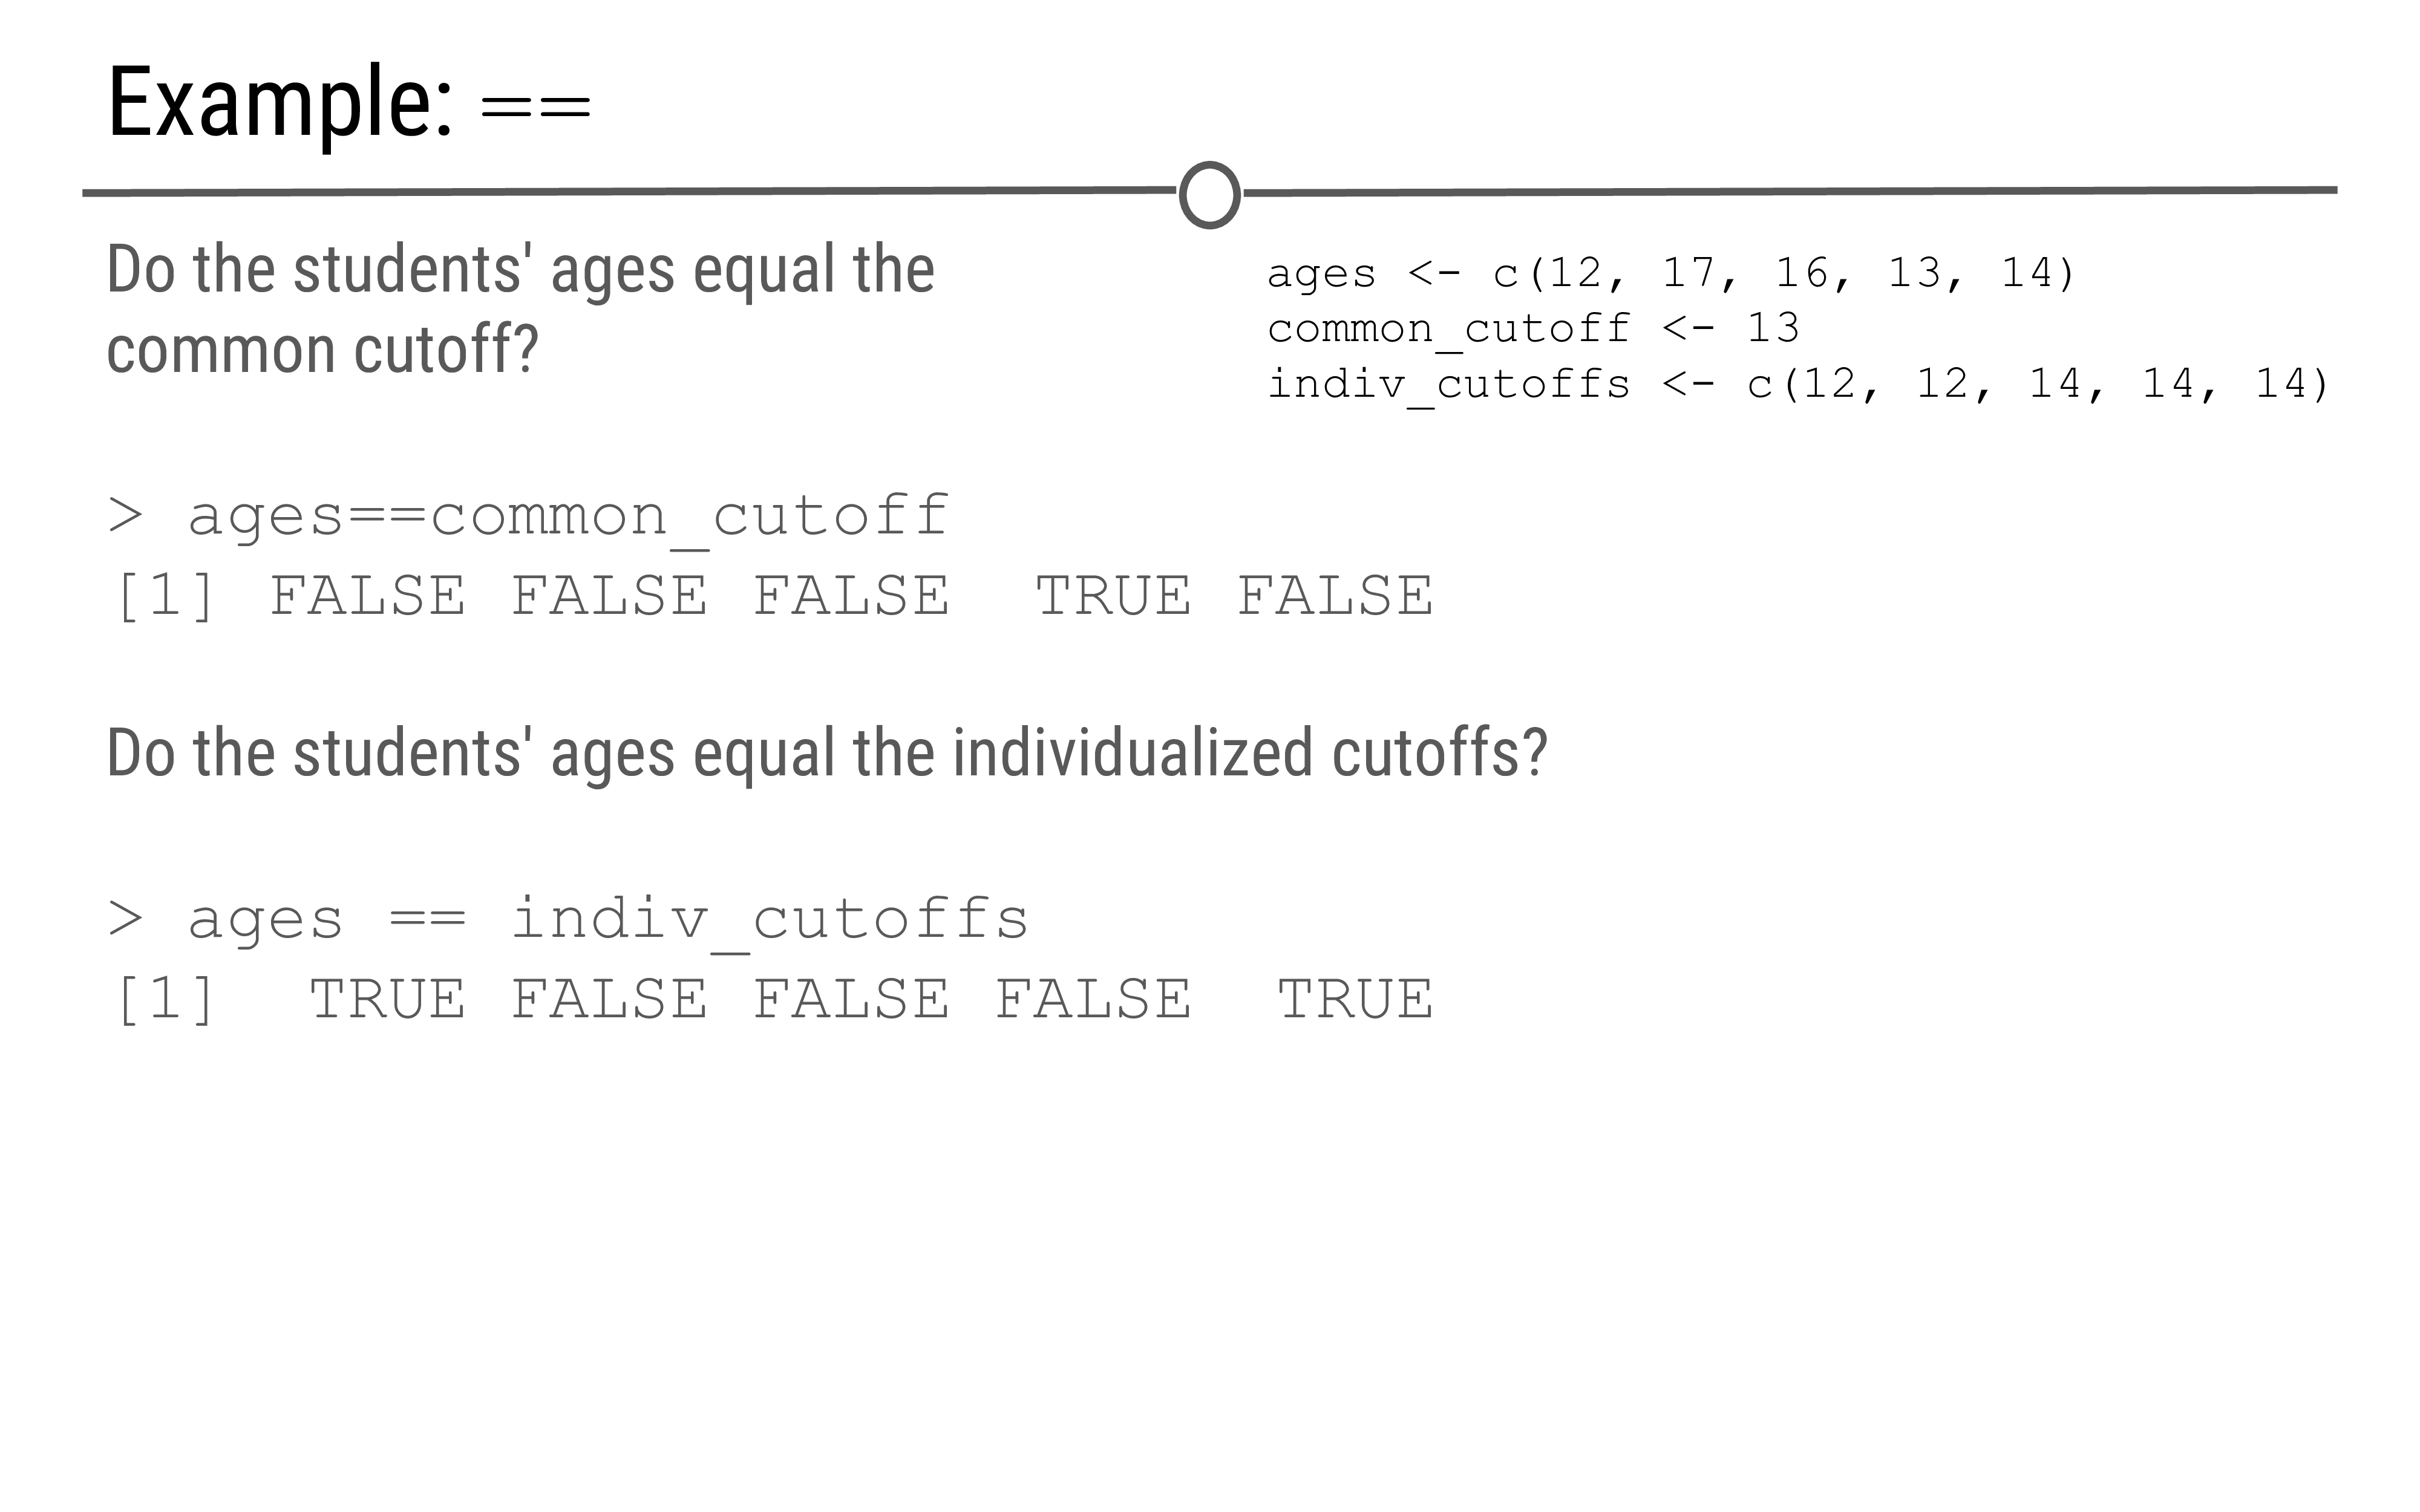 Example: ==
Do the students' ages equal the
common cutoff?
ages <- c(12, 17, 16, 13, 14)
common_cutoff <- 13
indiv_cutoffs <- c(12, 12, 14, 14, 14)
> ages==common_cutoff
[1] FALSE FALSE FALSE  TRUE FALSE
Do the students' ages equal the individualized cutoffs?
> ages == indiv_cutoffs
[1]  TRUE FALSE FALSE FALSE  TRUE